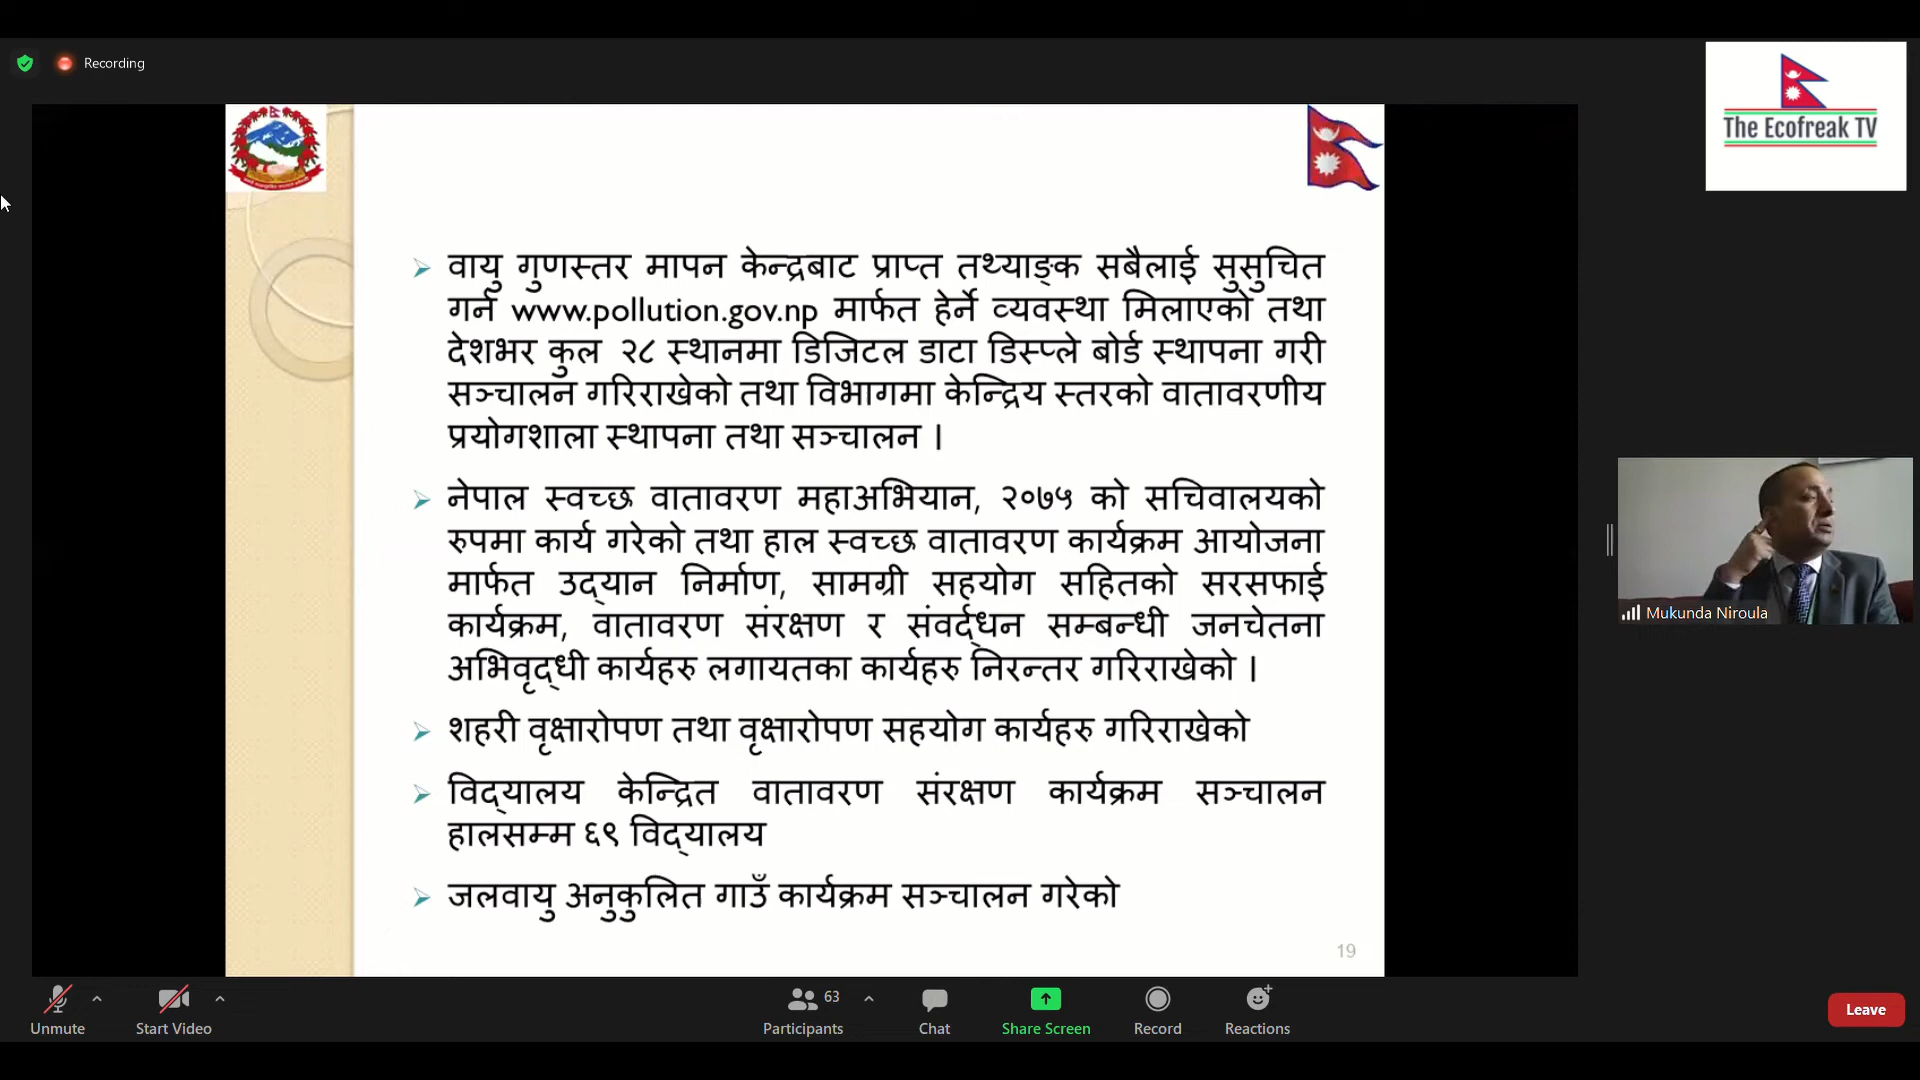 Recording
The Ecofreak TV
वायु गुणस्तर मापन केन्द्रबाट प्राप्त तथ्याङ्क सबैलाई सुसुचित
गर्न www.pollution.gov.np मार्फत हेर्ने व्यवस्था मिलाएको तथा
देशभर कुल २८ स्थानमा डिजिटल डाटा डिस्प्ले बोर्ड स्थापना गरी
सञ्चालन गरिराखेको तथा विभागमा केन्द्रिय स्तरको वातावरणीय
प्रयोगशाला स्थापना तथा सञ्चालन ।
नेपाल स्वच्छ वातावरण महाअभियान, २०७५ को सचिवालयको
रुपमा कार्य गरेको तथा हाल स्वच्छ वातावरण कार्यक्रम आयोजना
मार्फत उद्यान निर्माण, सामग्री सहयोग सहितको सरसफाई
कार्यक्रम, वातावरण संरक्षण र संवर्द्धन सम्बन्धी जनचेतना
अभिवृद्धी कार्यहरु लगायतका कार्यहरु निरन्तर गरिराखेको ।
शहरी वृक्षारोपण तथा वृक्षारोपण सहयोग कार्यहरु गरिराखेको
विद्यालय केन्द्रित वातावरण संरक्षण कार्यक्रम सञ्चालन
हालसम्म ६९ विद्यालय
जलवायु अनुकुलित गाउँ कार्यक्रम सञ्चालन गरेको
19
Mukunda Niroula
Unmute
Start Video
63
Participants
Chat
Share Screen
Record
Reactions
Leave